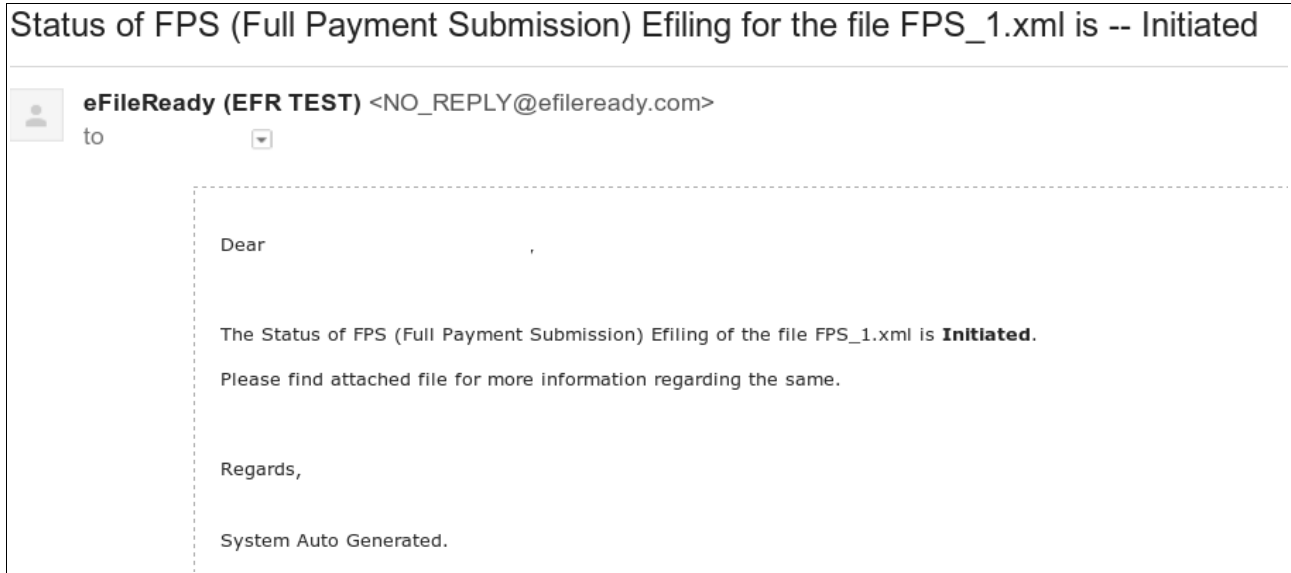 Status of FPS (Full Payment Submission) Efiling for the file FPS_1.xml is -- Initiated
eFileReady (EFR TEST) <NO_REPLY@efileready.com>
to
Dear ,
The Status of FPS (Full Payment Submission) Efiling of the file FPS_1.xml is Initiated.
Please find attached file for more information regarding the same.
Regards,
System Auto Generated.